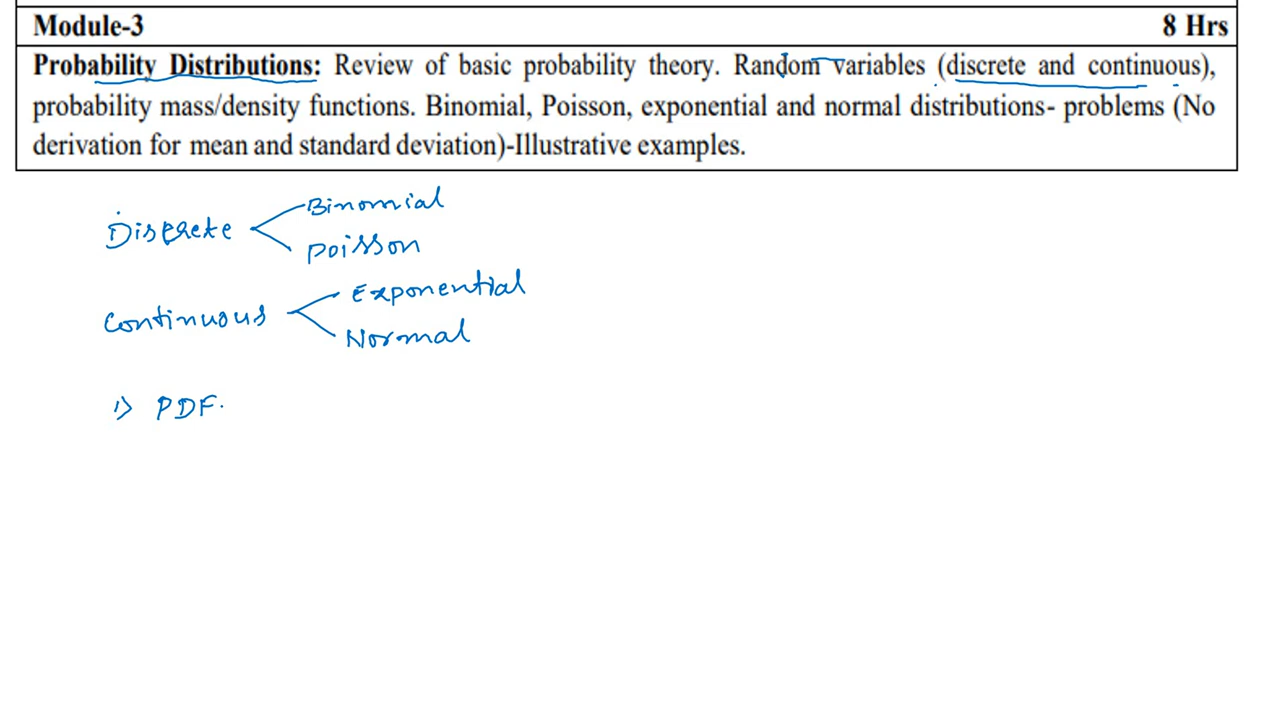 Module-3 8 Hrs
Probability Distributions: Review of basic probability theory. Random variables (discrete and continuous),
probability mass/density functions. Binomial, Poisson, exponential and normal distributions- problems (No
derivation for mean and standard deviation)-Illustrative examples.
Discrete
Binomial
Poisson
Continuous
Exponential
Normal
1) PDF.